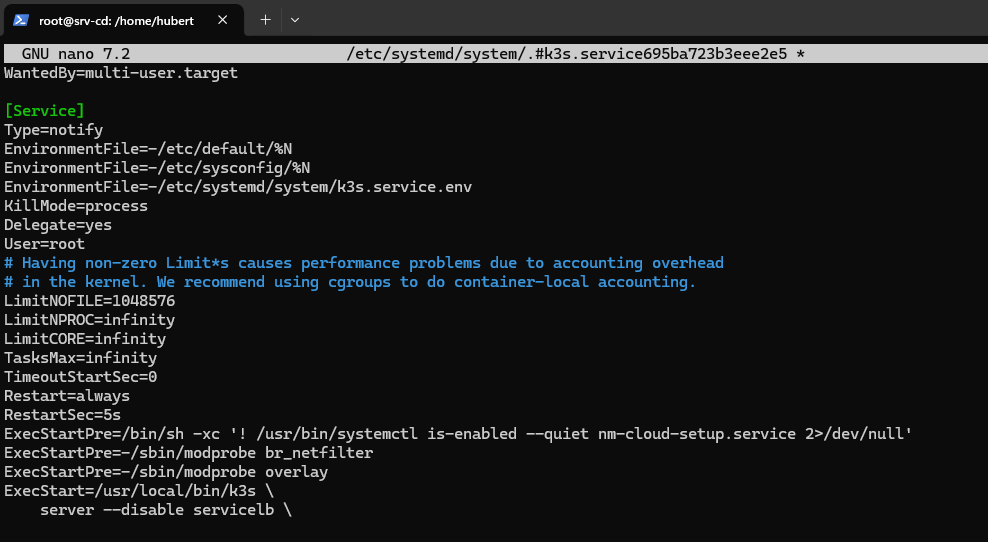 root@srv-cd: /home/hubert
GNU nano 7.2 /etc/systemd/system/.#k3s.service695ba723b3eee2e5 *
WantedBy=multi-user.target
[Service]
Type=notify
EnvironmentFile=-/etc/default/%N
EnvironmentFile=-/etc/sysconfig/%N
EnvironmentFile=-/etc/systemd/system/k3s.service.env
KillMode=process
Delegate=yes
User=root
# Having non-zero Limit*s causes performance problems due to accounting overhead
# in the kernel. We recommend using cgroups to do container-local accounting.
LimitNOFILE=1048576
LimitNPROC=infinity
LimitCORE=infinity
TasksMax=infinity
TimeoutStartSec=0
Restart=always
RestartSec=5s
ExecStartPre=/bin/sh -xc '! /usr/bin/systemctl is-enabled --quiet nm-cloud-setup.service 2>/dev/null'
ExecStartPre=-/sbin/modprobe br_netfilter
ExecStartPre=-/sbin/modprobe overlay
ExecStart=/usr/local/bin/k3s \
    server --disable servicelb \